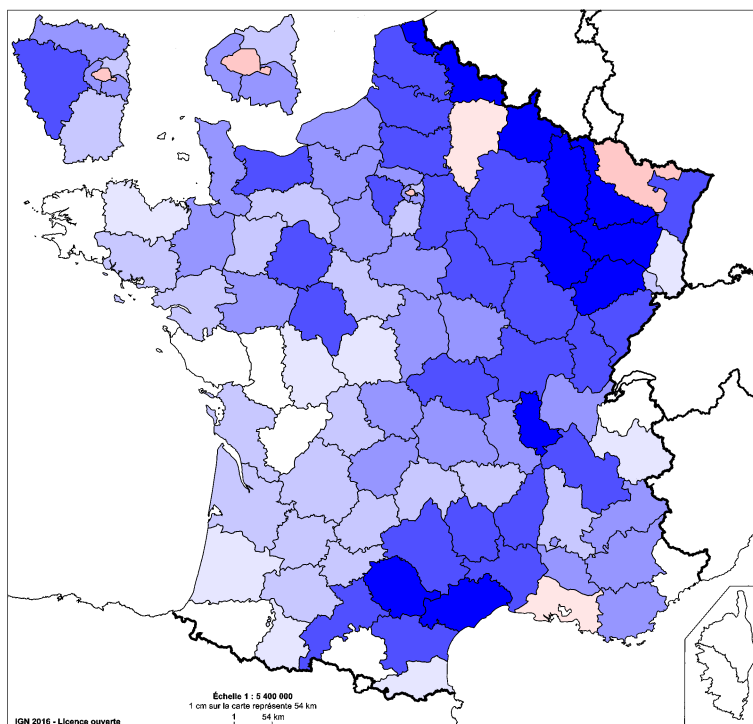 Échelle 1 : 5 400 000
1 cm sur la carte représente 54 km
1 54 km
IGN 2016 - Licence ouverte